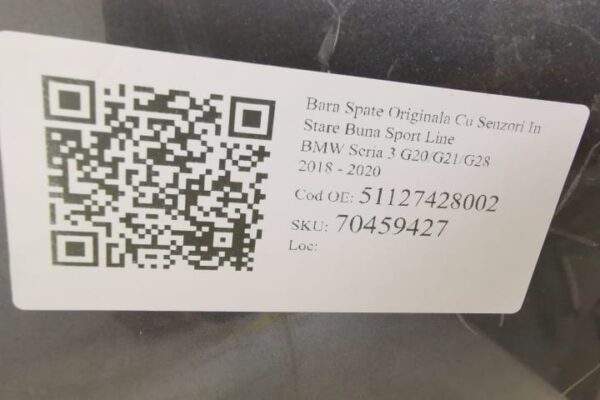 Bara Spate Originala Cu Senzori In
Stare Buna Sport Line
BMW Seria 3 G20/G21/G28
2018 - 2020
Cod OE: 51127428002
SKU: 70459427
Loc: